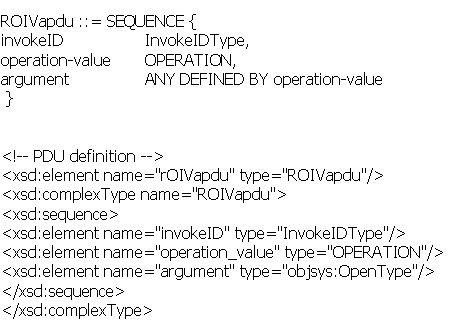 ROIVapdu ::= SEQUENCE {
invokeID InvokeIDType,
operation-value OPERATION,
argument ANY DEFINED BY operation-value
}
<!-- PDU definition -->
<xsd:element name="rOIVapdu" type="ROIVapdu"/>
<xsd:complexType name="ROIVapdu">
<xsd:sequence>
<xsd:element name="invokeID" type="InvokeIDType"/>
<xsd:element name="operation_value" type="OPERATION"/>
<xsd:element name="argument" type="objsys:OpenType"/>
</xsd:sequence>
</xsd:complexType>